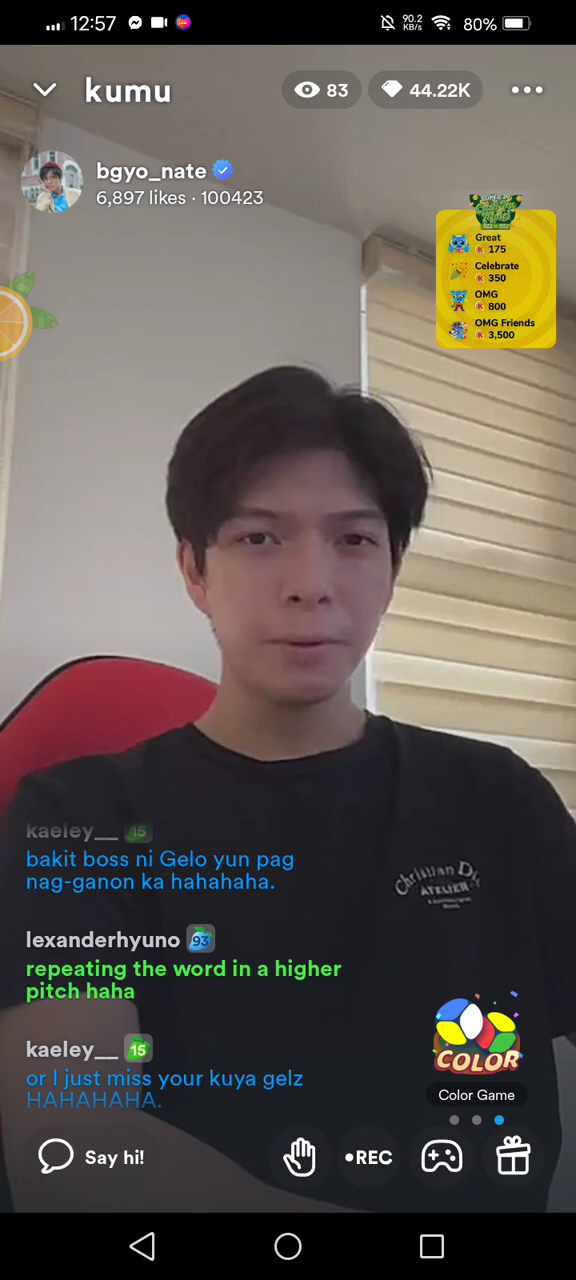 12:57
90.2
KB/s
80%
kumu
83
44.22K
bgyo_nate
6,897 likes · 100423
Great
175
Celebrate
350
OMG
800
OMG Friends
3,500
kaeley__ 15
bakit boss ni Gelo yun pag
nag-ganon ka hahahaha.
Christian Di
ATELIER
lexanderhyuno 93
repeating the word in a higher
pitch haha
kaeley__ 15
or I just miss your kuya gelz
HAHAHAHA.
COLOR
Color Game
Say hi!
•REC